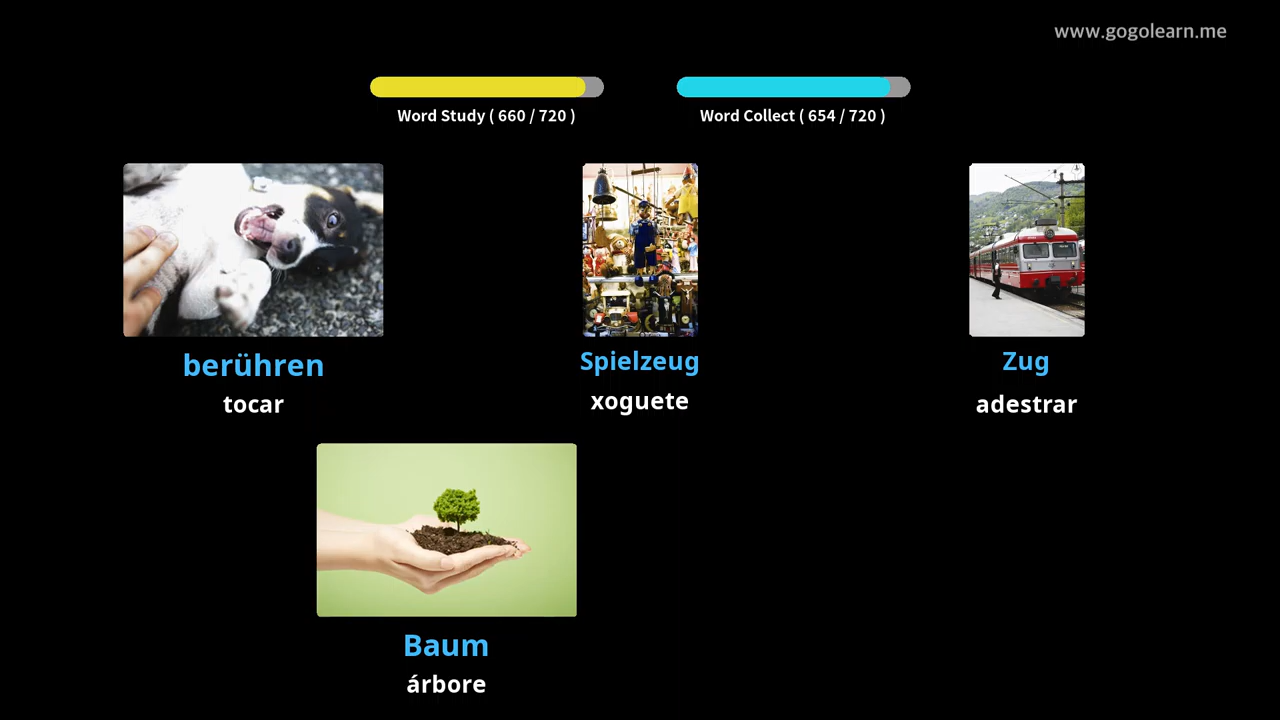 www.gogolearn.me
Word Study ( 660 / 720 )
Word Collect ( 654 / 720 )
berühren
tocar
Spielzeug
xoguete
Zug
adestrar
Baum
árbore